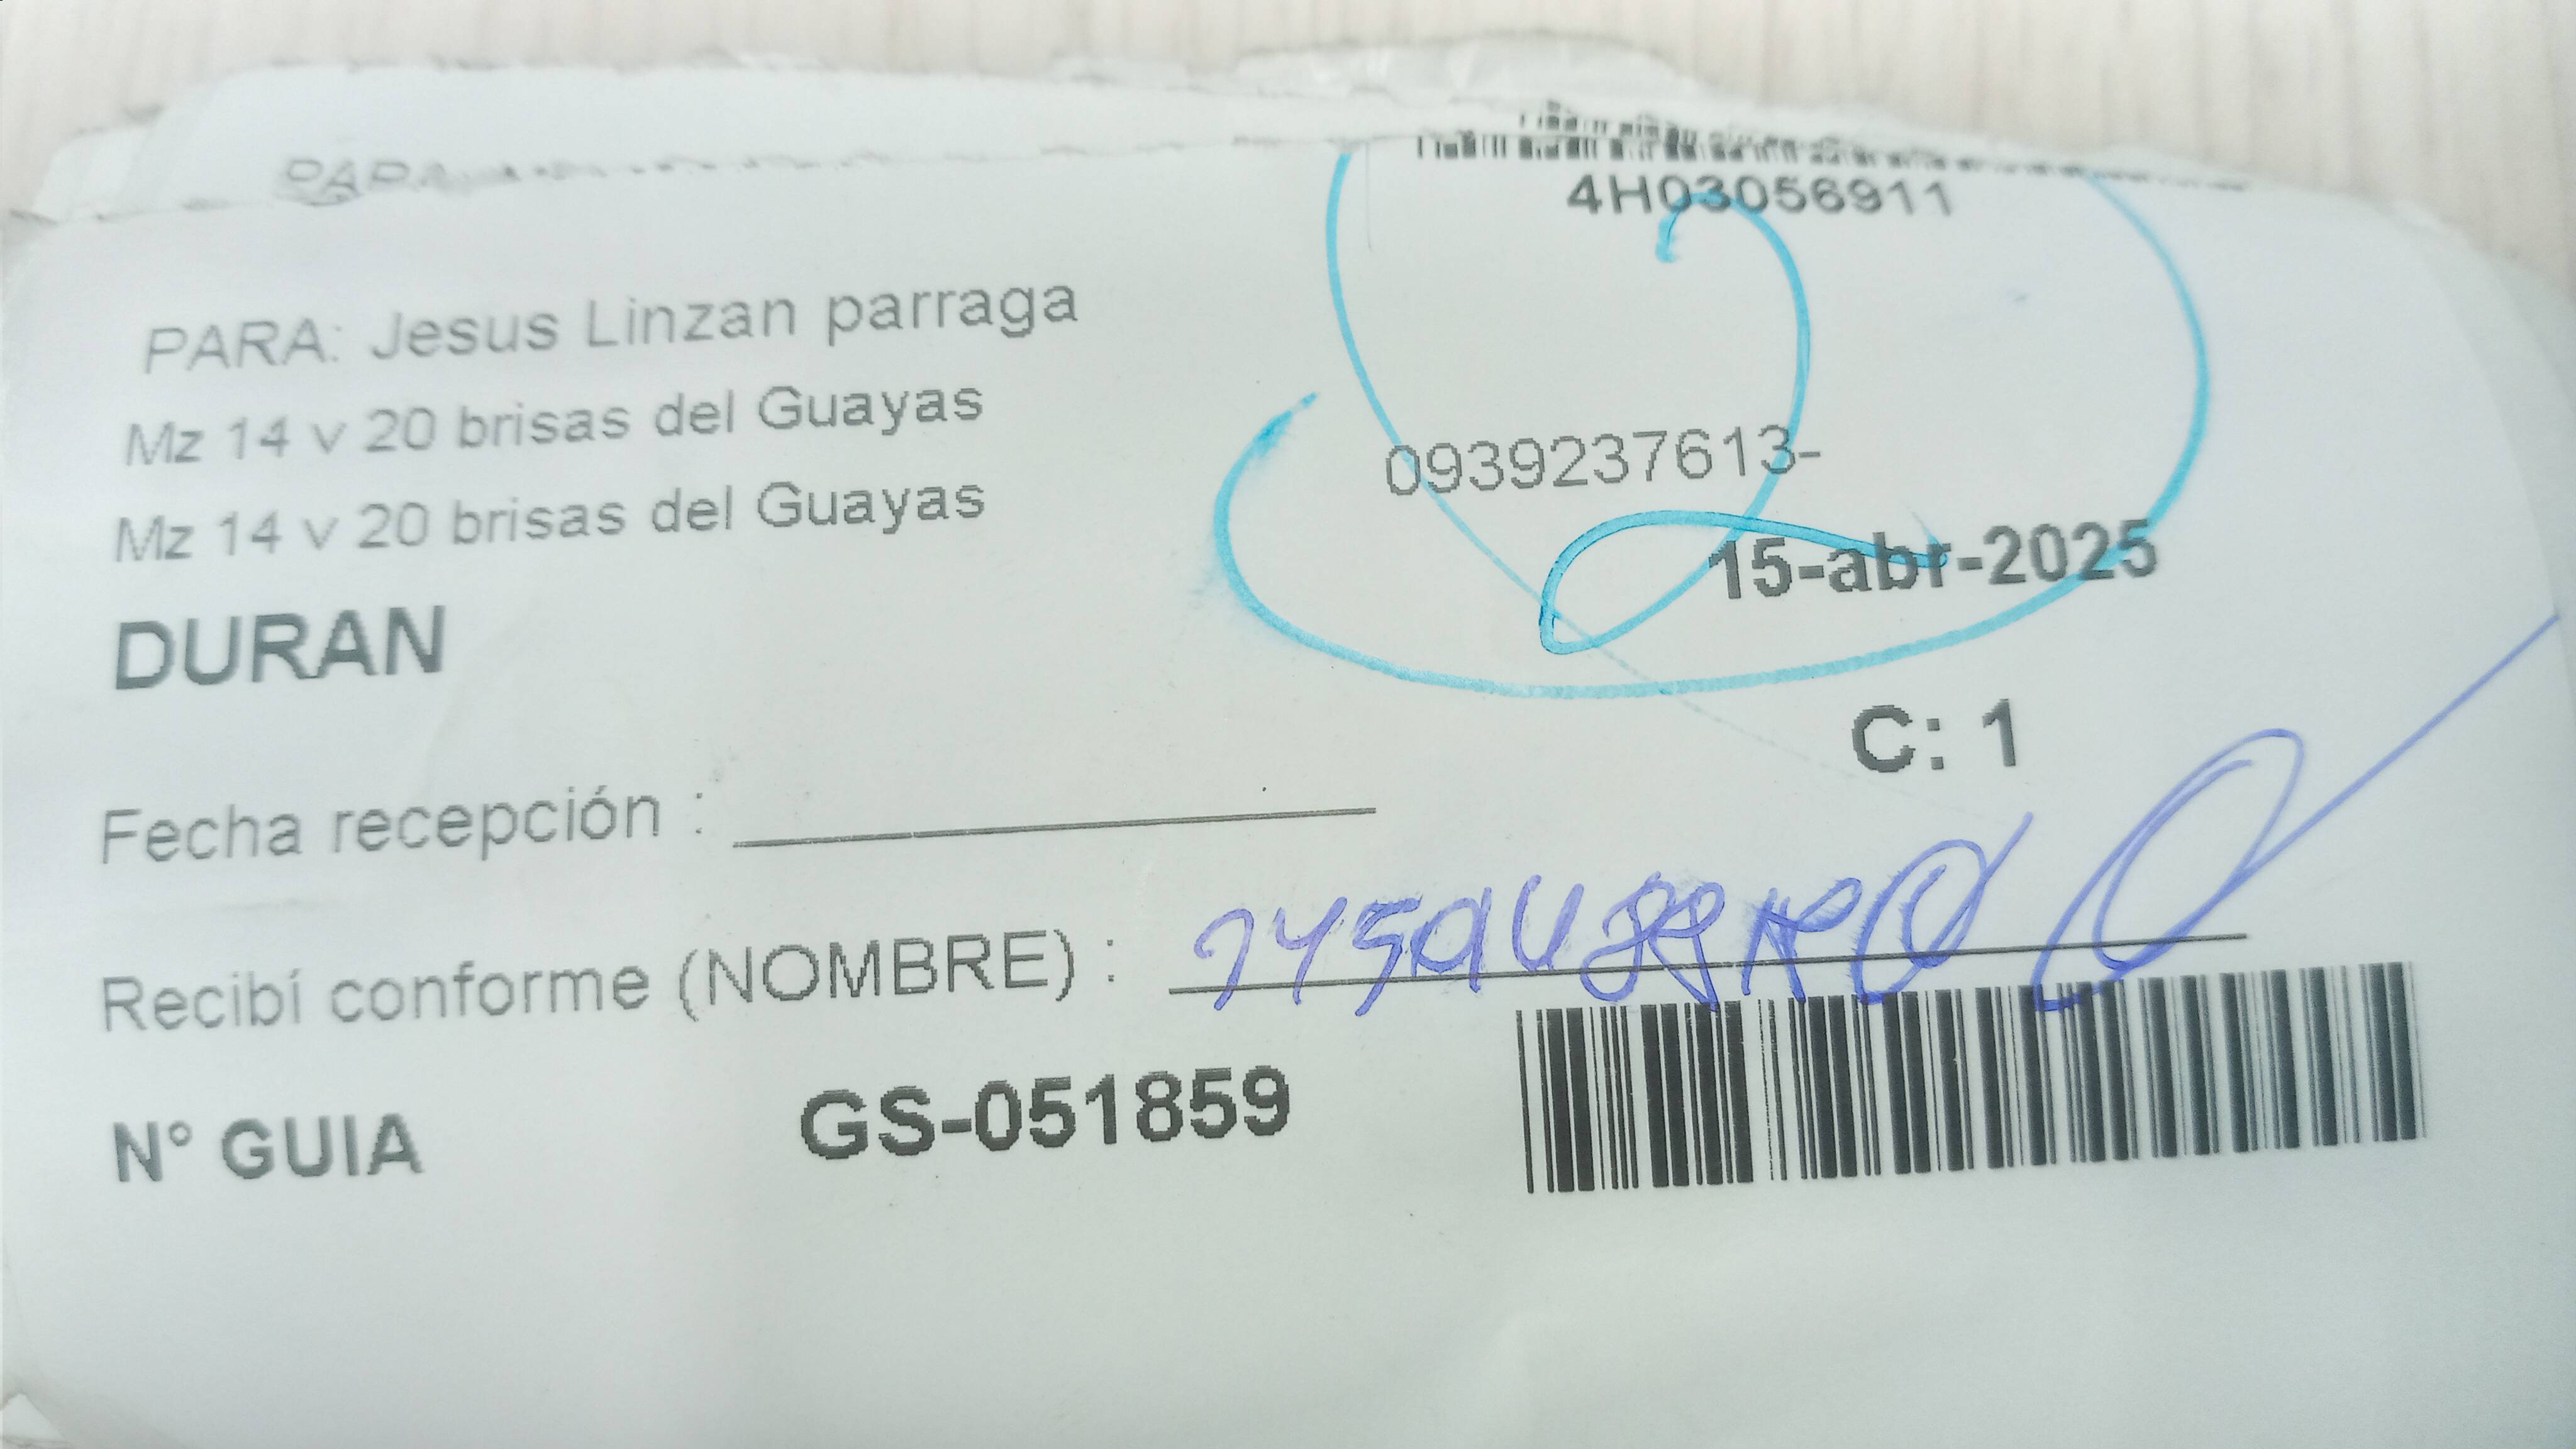 4H03056911
PARA: Jesus Linzan parraga
Mz 14 v 20 brisas del Guayas
0939237613-
Mz 14 v 20 brisas del Guayas
15-abr-2025
DURAN
C: 1
Fecha recepción :
Recibí conforme (NOMBRE) :
N° GUIA GS-051859